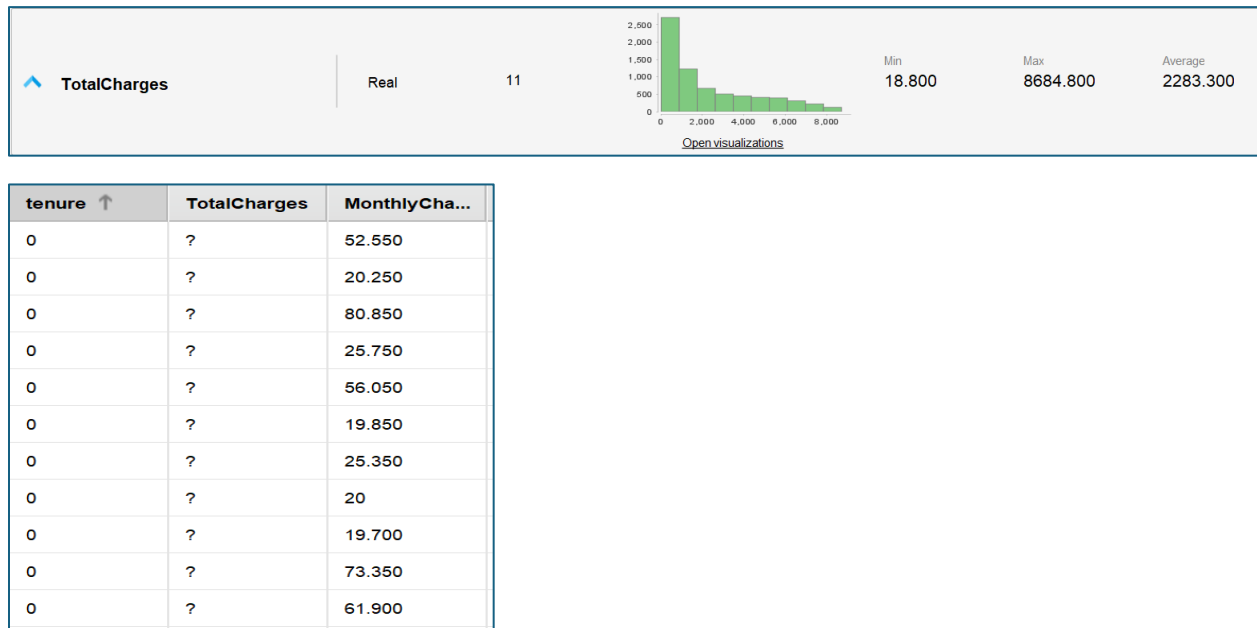 2,500
2,000
1,500
1,000
500
0
0 2,000 4,000 6,000 8,000
Open visualizations
TotalCharges Real 11
Min Max Average
18.800 8684.800 2283.300
tenure ↑ TotalCharges MonthlyCha...
0 ? 52.550
0 ? 20.250
0 ? 80.850
0 ? 25.750
0 ? 56.050
0 ? 19.850
0 ? 25.350
0 ? 20
0 ? 19.700
0 ? 73.350
0 ? 61.900